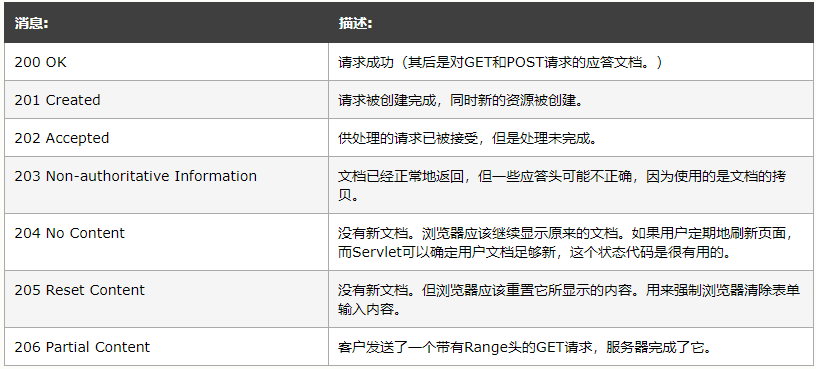 消息: 描述:
200 OK 请求成功（其后是对GET和POST请求的应答文档。）
201 Created 请求被创建完成，同时新的资源被创建。
202 Accepted 供处理的请求已被接受，但是处理未完成。
203 Non-authoritative Information 文档已经正常地返回，但一些应答头可能不正确，因为使用的是文档的拷
贝。
204 No Content 没有新文档。浏览器应该继续显示原来的文档。如果用户定期地刷新页面，
而Servlet可以确定用户文档足够新，这个状态代码是很有用的。
205 Reset Content 没有新文档。但浏览器应该重置它所显示的内容。用来强制浏览器清除表单
输入内容。
206 Partial Content 客户发送了一个带有Range头的GET请求，服务器完成了它。